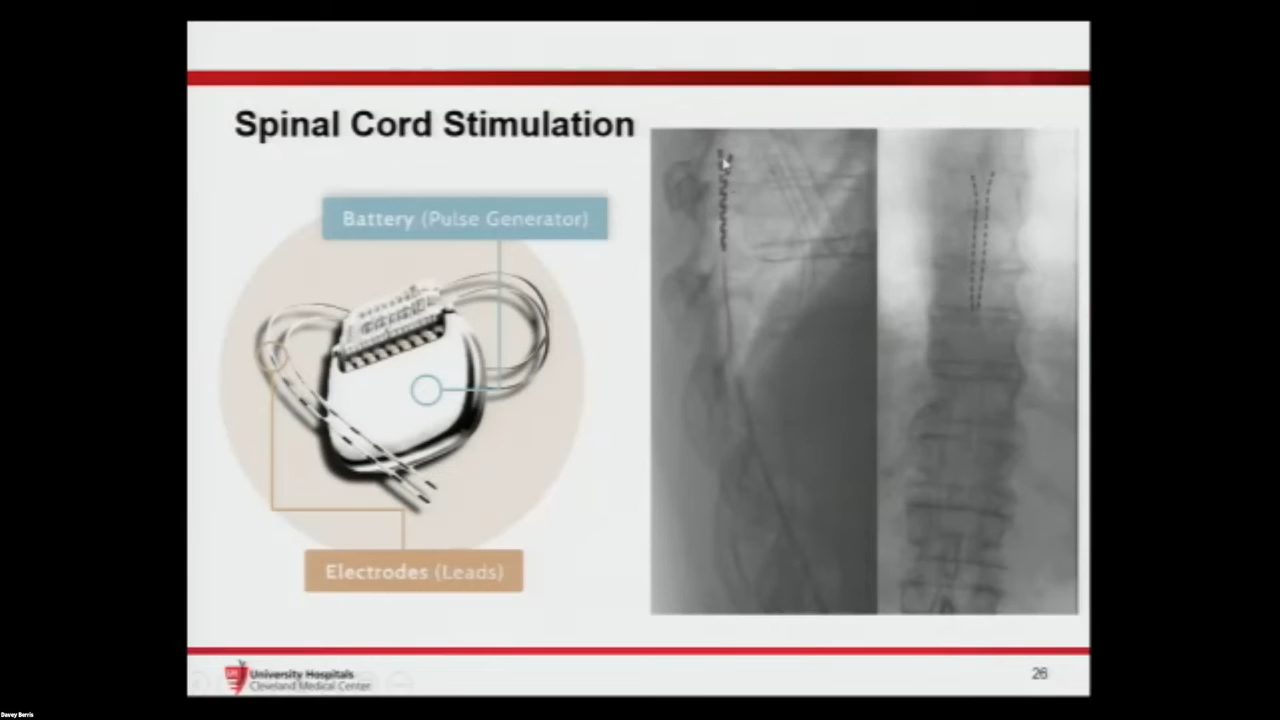 Spinal Cord Stimulation
Battery (Pulse Generator)
Electrodes (Leads)
University Hospitals
Cleveland Medical Center
26
Davey Berris